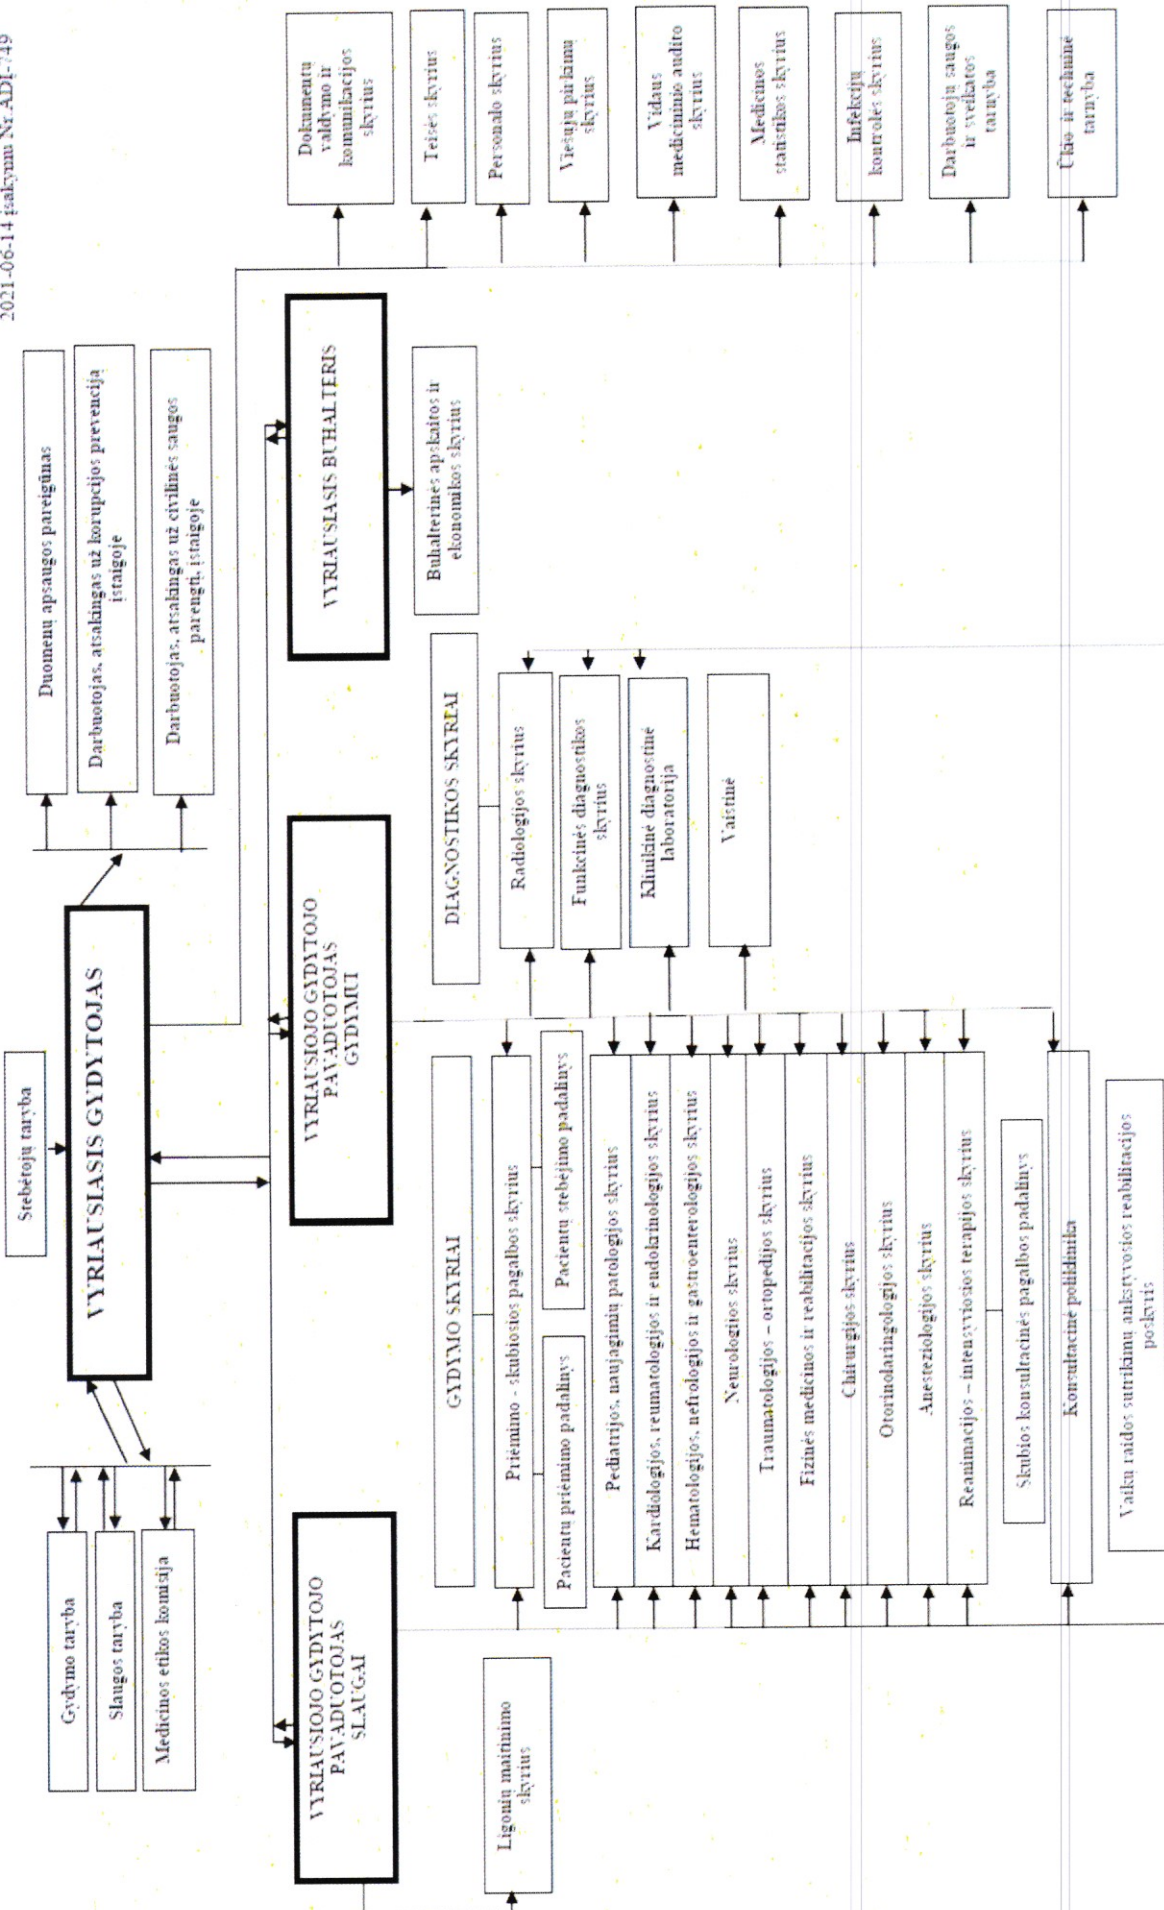 2021-06-14 įsakymu Nr. ADĮ-749
Stebėtojų taryba
VYRIAUSIASIS GYDYTOJAS
Gydymo taryba
Slaugos taryba
Medicinos etikos komisija
Duomenų apsaugos pareigūnas
Darbuotojas, atsakingas už korupcijos prevenciją
įstaigoje
Darbuotojas, atsakingas už civilinės saugos
parengtį, įstaigoje
VYRIAUSIOJO GYDYTOJO
PAVADUOTOJAS
SLAUGAI
VYRIAUSIOJO GYDYTOJO
PAVADUOTOJAS
GYDYMUI
VYRIAUSIASIS BUHALTERIS
Dokumentų
valdymo ir
komunikacijos
skyrius
Teisės skyrius
Personalo skyrius
Viešųjų pirkimų
skyrius
Vidaus
medicininio audito
skyrius
Medicinos
statistikos skyrius
Infekcijų
kontrolės skyrius
Darbuotojų saugos
ir sveikatos
tarnyba
Ūkio ir techninė
tarnyba
Ligonių maitinimo
skyrius
GYDYMO SKYRIAI
Priėmimo - skubiosios pagalbos skyrius
Pacientų priėmimo padalinys
Pacientų stebėjimo padalinys
Pediatrijos, naujagimių patologijos skyrius
Kardiologijos, reumatologijos ir endokrinologijos skyrius
Hematologijos, nefrologijos ir gastroenterologijos skyrius
Neurologijos skyrius
Traumatologijos – ortopedijos skyrius
Fizinės medicinos ir reabilitacijos skyrius
Chirurgijos skyrius
Otorinolaringologijos skyrius
Anesteziologijos skyrius
Reanimacijos – intensyviosios terapijos skyrius
Skubios konsultacinės pagalbos padalinys
Konsultacinė poliklinika
Vaikų raidos sutrikimų ankstyvosios reabilitacijos
poskyris
DIAGNOSTIKOS SKYRIAI
Radiologijos skyrius
Funkcinės diagnostikos
skyrius
Klinikinė diagnostinė
laboratorija
Vaistinė
Buhalterinės apskaitos ir
ekonomikos skyrius